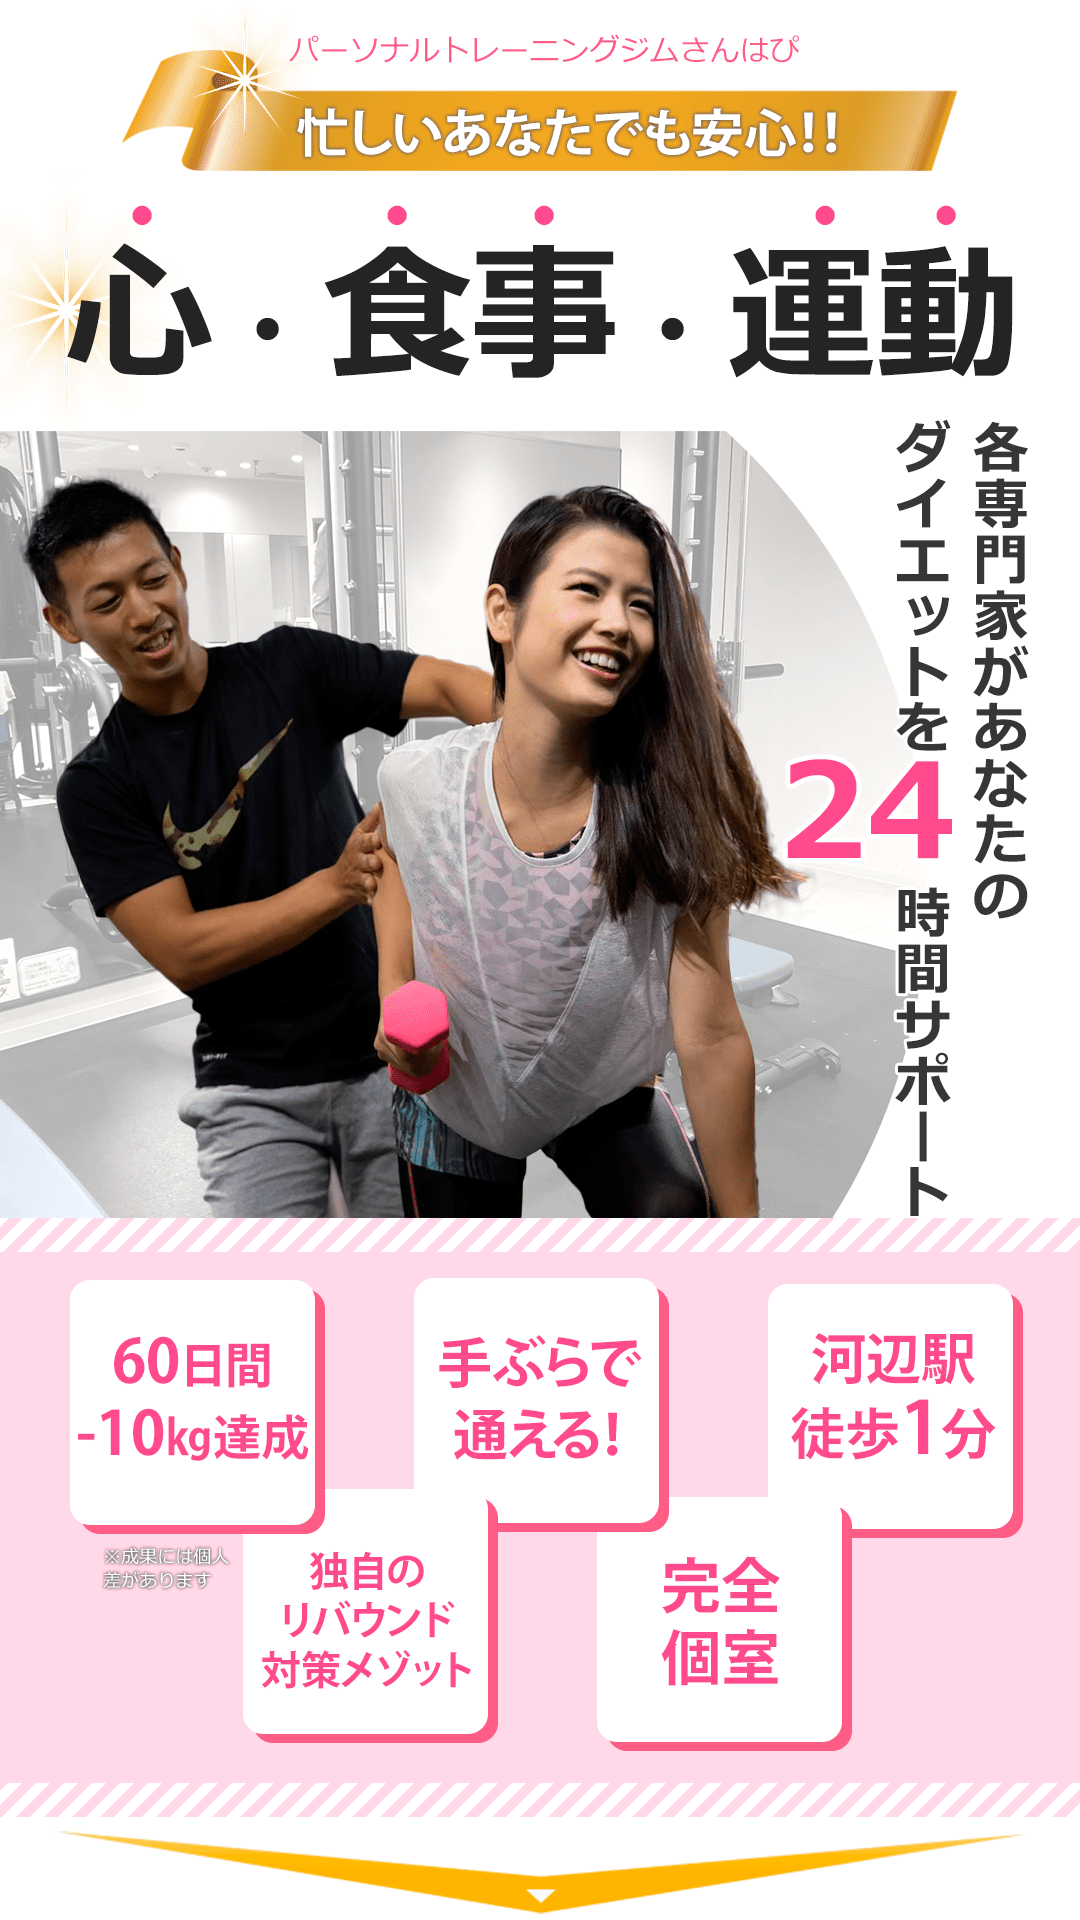 パーソナルトレーニングジムさんはぴ
忙しいあなたでも安心!!
心・食事・運動
各専門家があなたの
ダイエットを24時間サポート
60日間
-10kg達成
※成果には個人
差があります
手ぶらで
通える!
河辺駅
徒歩1分
独自の
リバウンド
対策メゾット
完全
個室